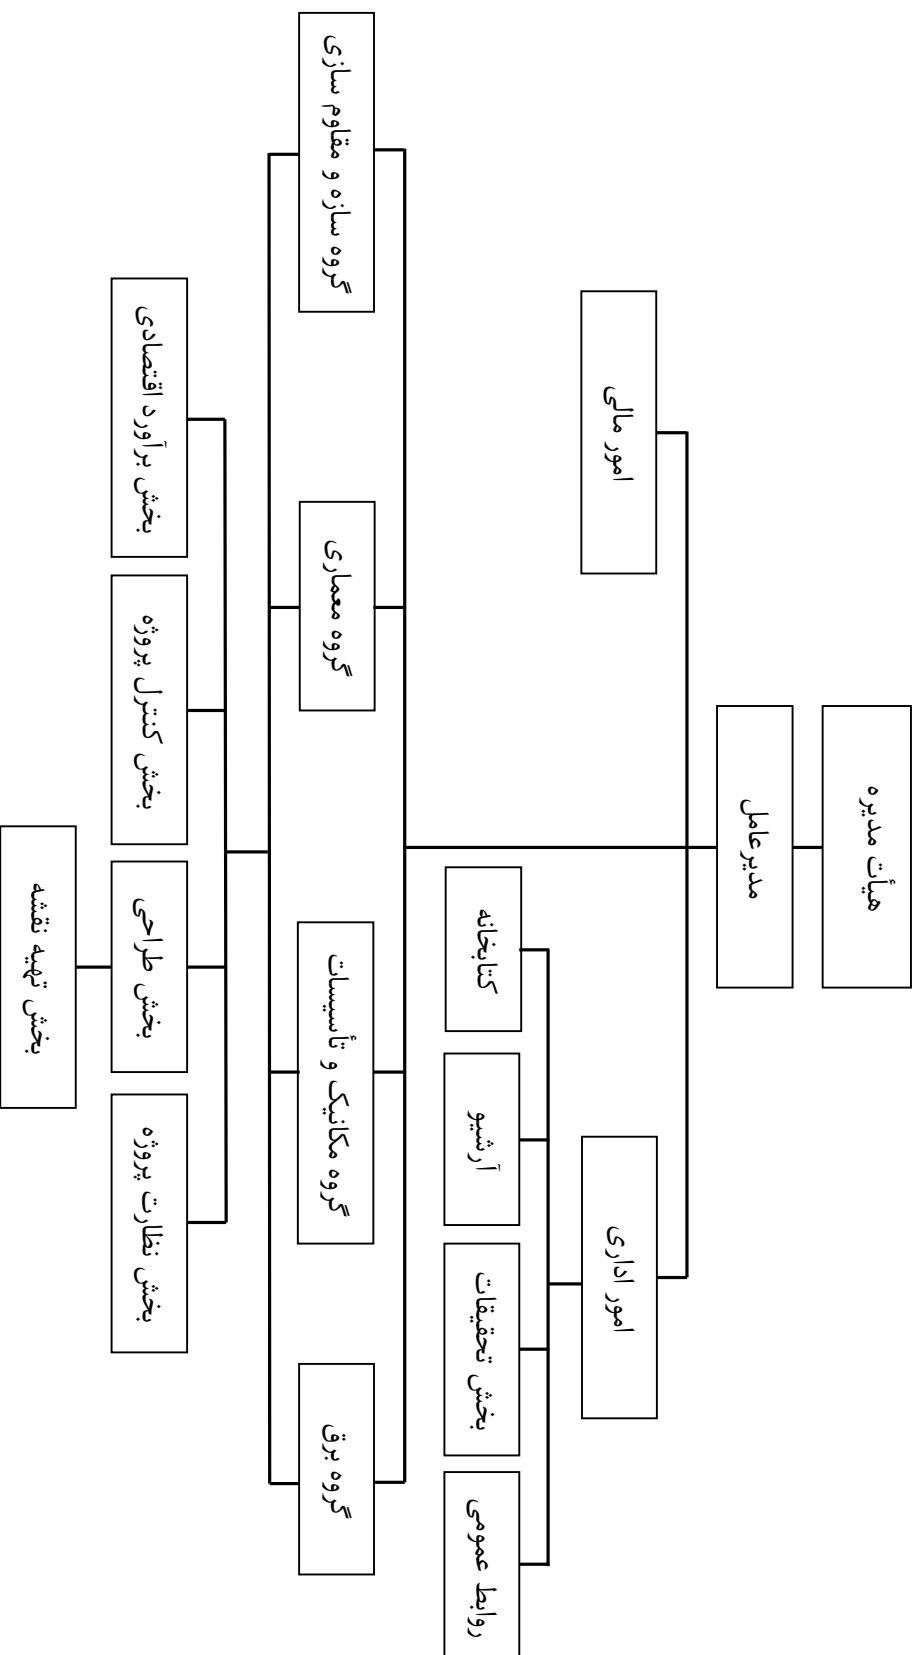 هیأت مدیره
مدیرعامل
امور مالی
امور اداری
کتابخانه
آرشیو
بخش تحقیقات
روابط عمومی
گروه سازه و مقاوم سازی
گروه معماری
گروه مکانیک و تأسیسات
گروه برق
بخش برآورد اقتصادی
بخش کنترل پروژه
بخش طراحی
بخش نظارت پروژه
بخش تهیه نقشه